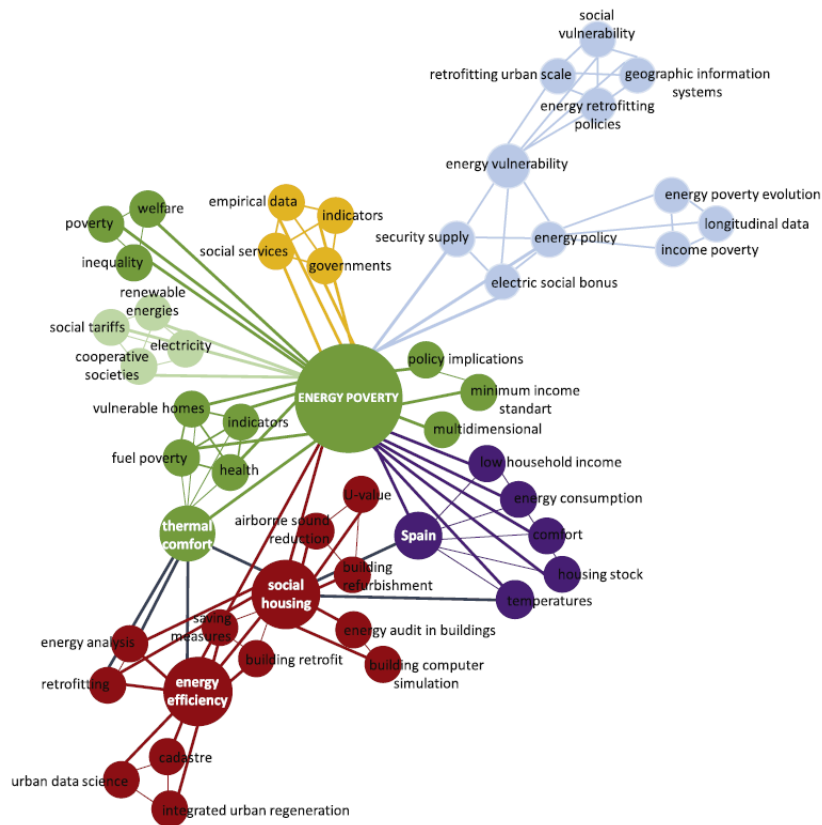 social
vulnerability
retrofitting urban scale
geographic information
systems
energy retrofitting
policies
energy vulnerability
energy poverty evolution
longitudinal data
income poverty
security supply
energy policy
electric social bonus
empirical data
indicators
social services
governments
welfare
poverty
inequality
renewable
energies
social tariffs
electricity
cooperative
societies
ENERGY POVERTY
policy implications
minimum income
standart
multidimensional
vulnerable homes
indicators
fuel poverty
health
low household income
energy consumption
comfort
housing stock
temperatures
Spain
U-value
airborne sound
reduction
building
refurbishment
thermal
comfort
social
housing
saving
measures
energy analysis
retrofitting
building retrofit
energy audit in buildings
building computer
simulation
energy
efficiency
cadastre
urban data science
integrated urban regeneration